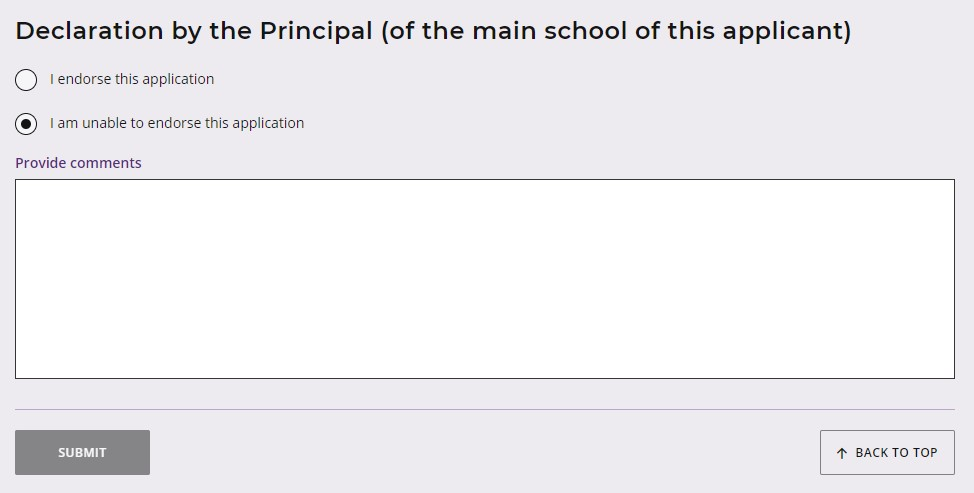 Declaration by the Principal (of the main school of this applicant)
I endorse this application
I am unable to endorse this application
Provide comments
SUBMIT
BACK TO TOP